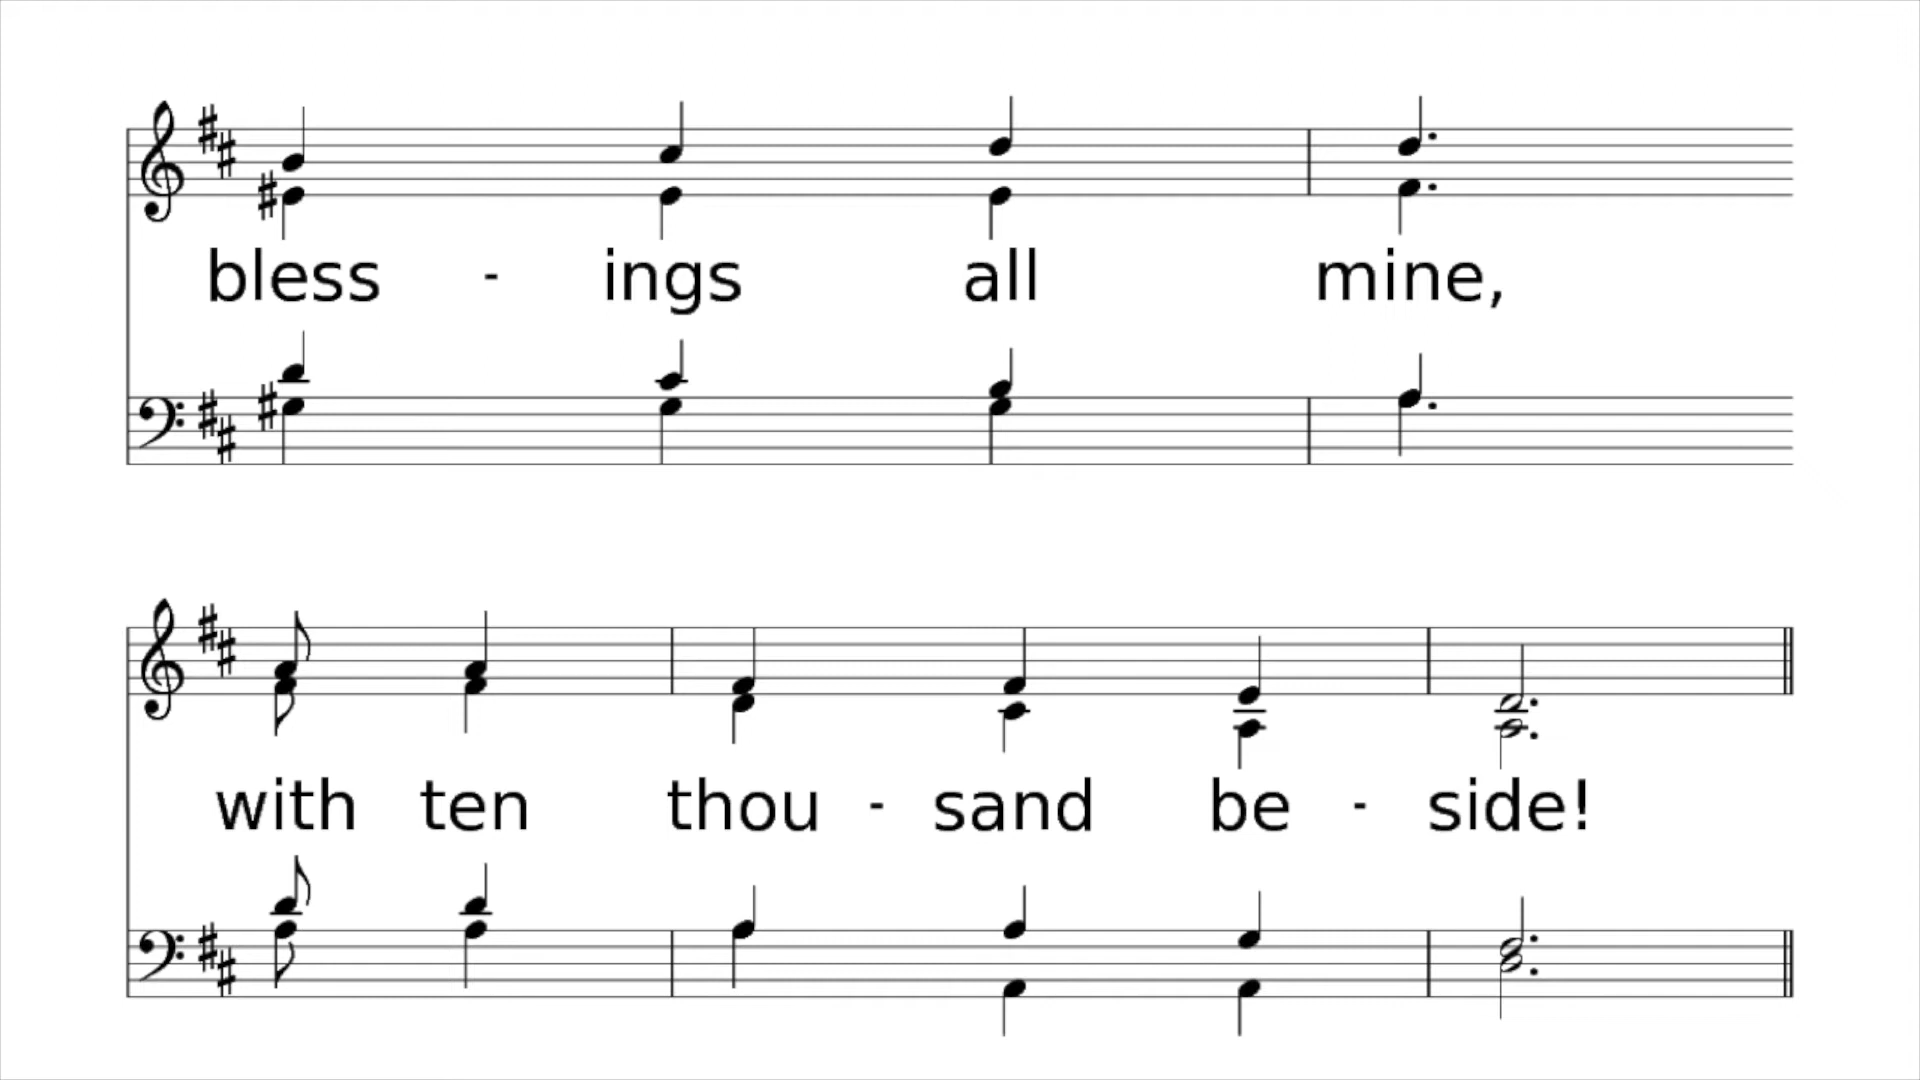 bless - ings all mine,
with ten thou - sand be - side!